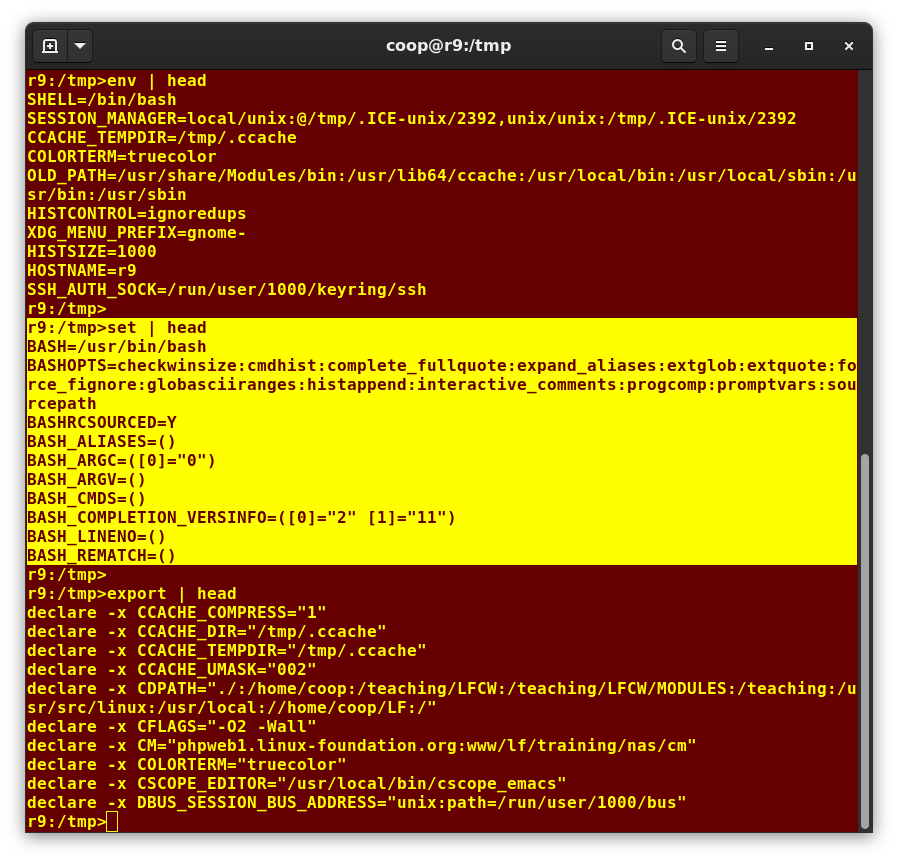 coop@r9:/tmp
r9:/tmp>env | head
SHELL=/bin/bash
SESSION_MANAGER=local/unix:@/tmp/.ICE-unix/2392,unix/unix:/tmp/.ICE-unix/2392
CCACHE_TEMPDIR=/tmp/.ccache
COLORTERM=truecolor
OLD_PATH=/usr/share/Modules/bin:/usr/lib64/ccache:/usr/local/bin:/usr/local/sbin:/u
sr/bin:/usr/sbin
HISTCONTROL=ignoredups
XDG_MENU_PREFIX=gnome-
HISTSIZE=1000
HOSTNAME=r9
SSH_AUTH_SOCK=/run/user/1000/keyring/ssh
r9:/tmp>
r9:/tmp>set | head
BASH=/usr/bin/bash
BASHOPTS=checkwinsize:cmdhist:complete_fullquote:expand_aliases:extglob:extquote:fo
rce_fignore:globasciiranges:histappend:interactive_comments:progcomp:promptvars:sou
rcepath
BASHRCSOURCED=Y
BASH_ALIASES=()
BASH_ARGC=([0]="0")
BASH_ARGV=()
BASH_CMDS=()
BASH_COMPLETION_VERSINFO=([0]="2" [1]="11")
BASH_LINENO=()
BASH_REMATCH=()
r9:/tmp>
r9:/tmp>export | head
declare -x CCACHE_COMPRESS="1"
declare -x CCACHE_DIR="/tmp/.ccache"
declare -x CCACHE_TEMPDIR="/tmp/.ccache"
declare -x CCACHE_UMASK="002"
declare -x CDPATH="./:/home/coop:/teaching/LFCW:/teaching/LFCW/MODULES:/teaching:/u
sr/src/linux:/usr/local://home/coop/LF:/"
declare -x CFLAGS="-O2 -Wall"
declare -x CM="phpweb1.linux-foundation.org:www/lf/training/nas/cm"
declare -x COLORTERM="truecolor"
declare -x CSCOPE_EDITOR="/usr/local/bin/cscope_emacs"
declare -x DBUS_SESSION_BUS_ADDRESS="unix:path=/run/user/1000/bus"
r9:/tmp>